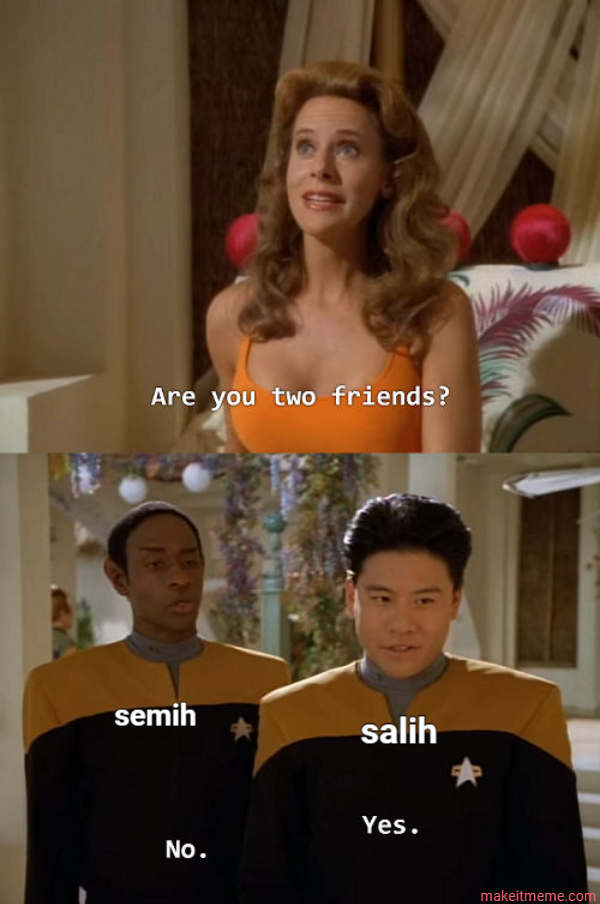 Are you two friends?
semih
salih
Yes.
No.
makeitmeme.com